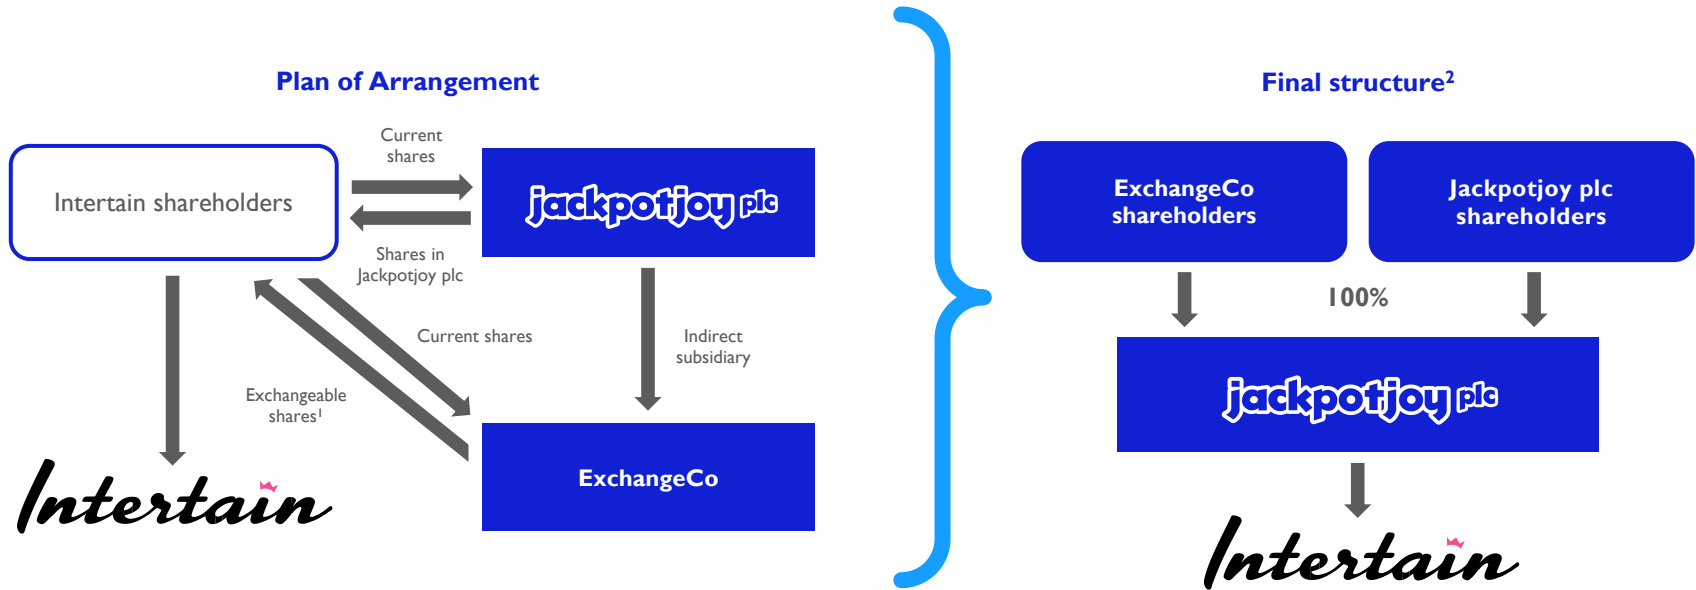 Plan of Arrangement
Current
shares
Intertain shareholders
jackpotjoy plc
Shares in
Jackpotjoy plc
Current shares
Indirect
subsidiary
Exchangeable
shares¹
ExchangeCo
Intertain
Final structure²
ExchangeCo
shareholders
Jackpotjoy plc
shareholders
100%
jackpotjoy plc
Intertain